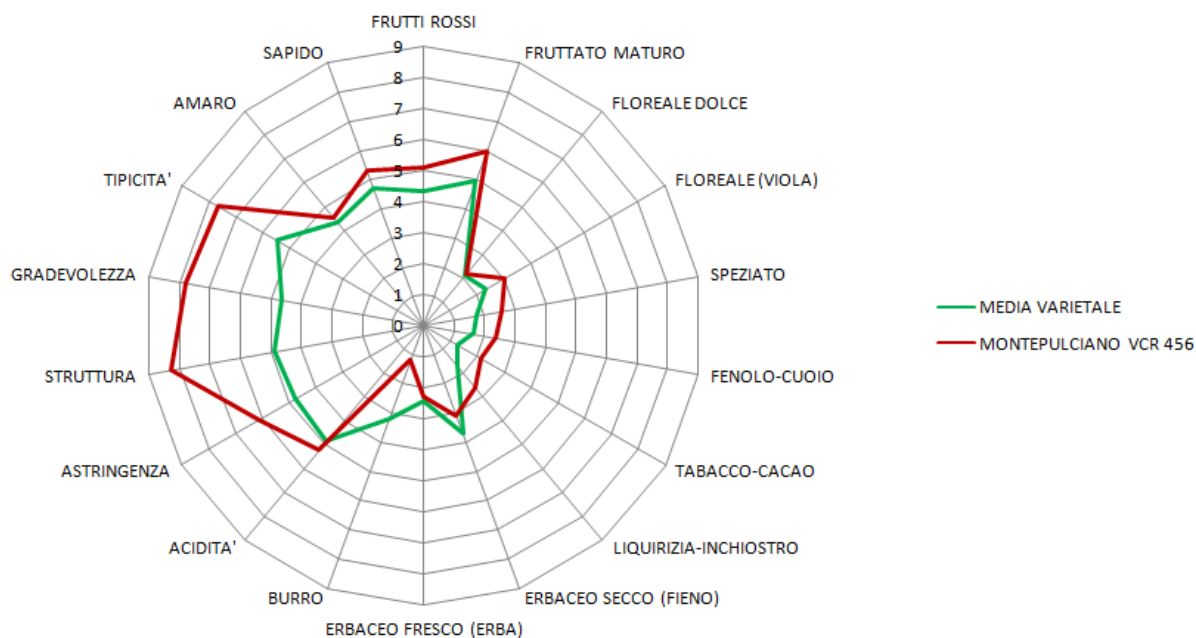 FRUTTI ROSSI
FRUTTATO MATURO
FLOREALE DOLCE
FLOREALE (VIOLA)
SPEZIATO
FENOLO-CUOIO
TABACCO-CACAO
LIQUIRIZIA-INCHIOSTRO
ERBACEO SECCO (FIENO)
ERBACEO FRESCO (ERBA)
BURRO
ACIDITA'
ASTRINGENZA
STRUTTURA
GRADEVOLEZZA
TIPICITA'
AMARO
SAPIDO
9
8
7
6
5
4
3
2
1
0
MEDIA VARIETALE
MONTEPULCIANO VCR 456